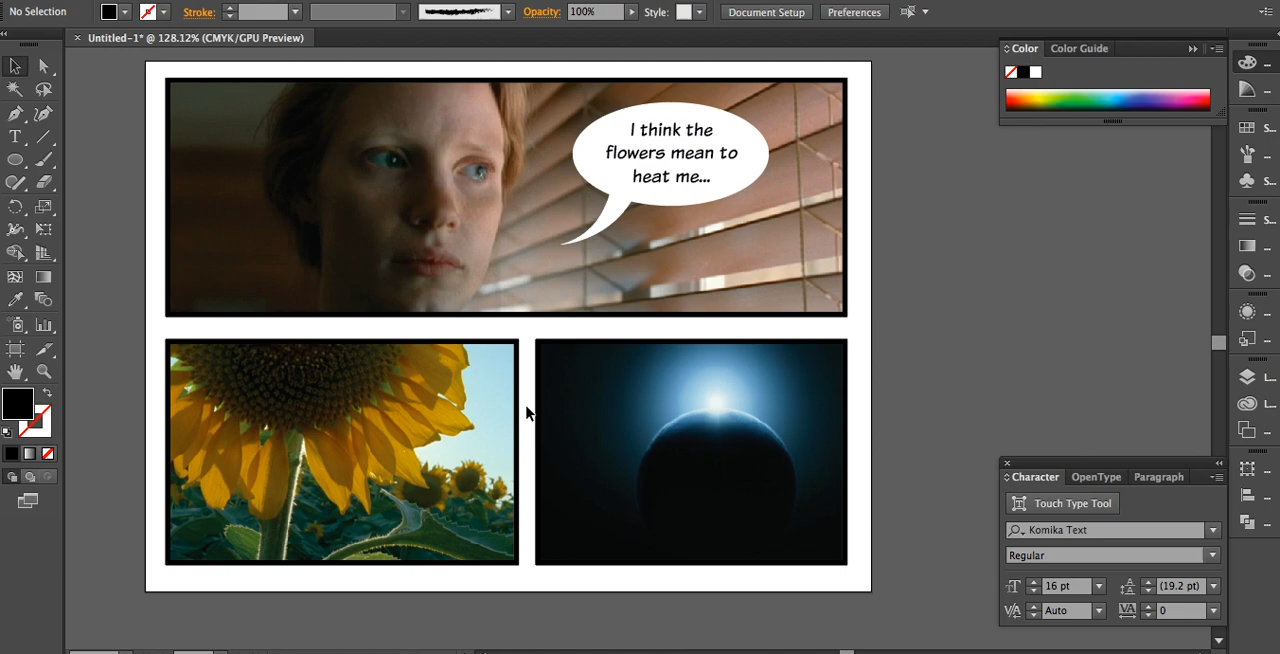 No Selection
Stroke:
Opacity: 100%
Style:
Document Setup
Preferences
× Untitled-1* @ 128.12% (CMYK/GPU Preview)
Color
Color Guide
I think the
flowers mean to
heat me...
S...
S...
S...
L...
L...
Character
OpenType
Paragraph
Touch Type Tool
Komika Text
Regular
16 pt
(19.2 pt)
Auto
0